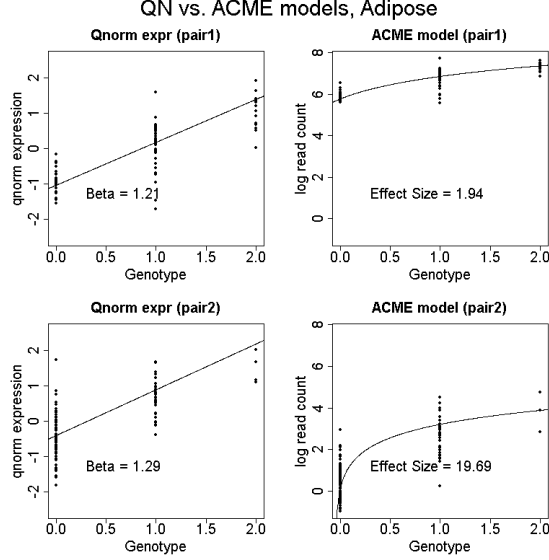 QN vs. ACME models, Adipose
Qnorm expr (pair1)
qnorm expression
2
1
0
-1
-2
Beta = 1.21
0.0 0.5 1.0 1.5 2.0
Genotype
ACME model (pair1)
log read count
8
6
4
2
0
Effect Size = 1.94
0.0 0.5 1.0 1.5 2.0
Genotype
Qnorm expr (pair2)
qnorm expression
2
1
0
-1
-2
Beta = 1.29
0.0 0.5 1.0 1.5 2.0
Genotype
ACME model (pair2)
log read count
8
6
4
2
0
Effect Size = 19.69
0.0 0.5 1.0 1.5 2.0
Genotype